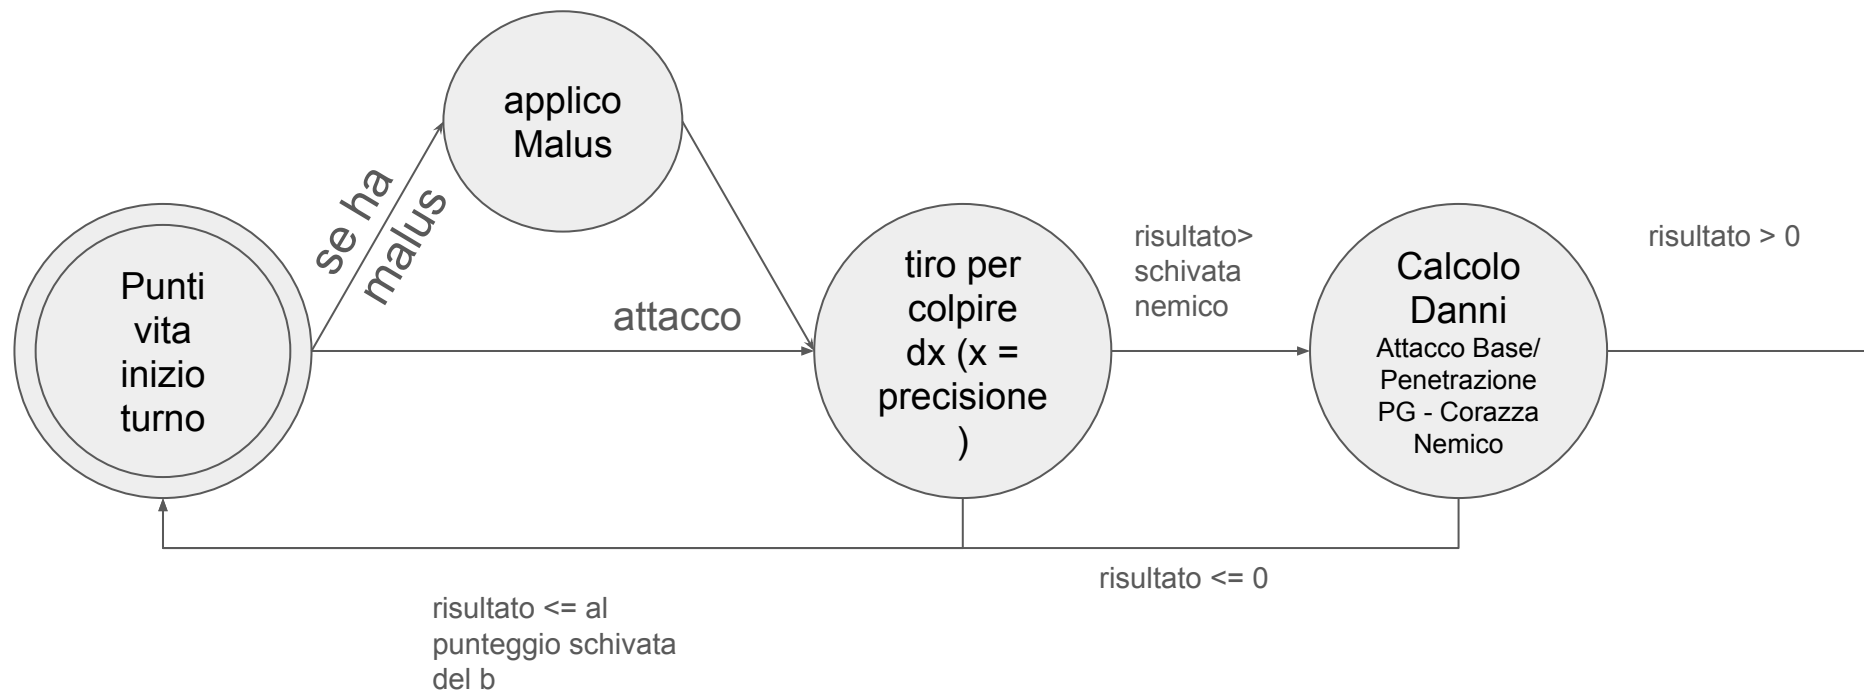 applico
Malus
se ha
malus
Punti
vita
inizio
turno
attacco
tiro per
colpire
dx (x =
precisione
)
risultato>
schivata
nemico
Calcolo
Danni
Attacco Base/
Penetrazione
PG - Corazza
Nemico
risultato > 0
risultato <= 0
risultato <= al
punteggio schivata
del b